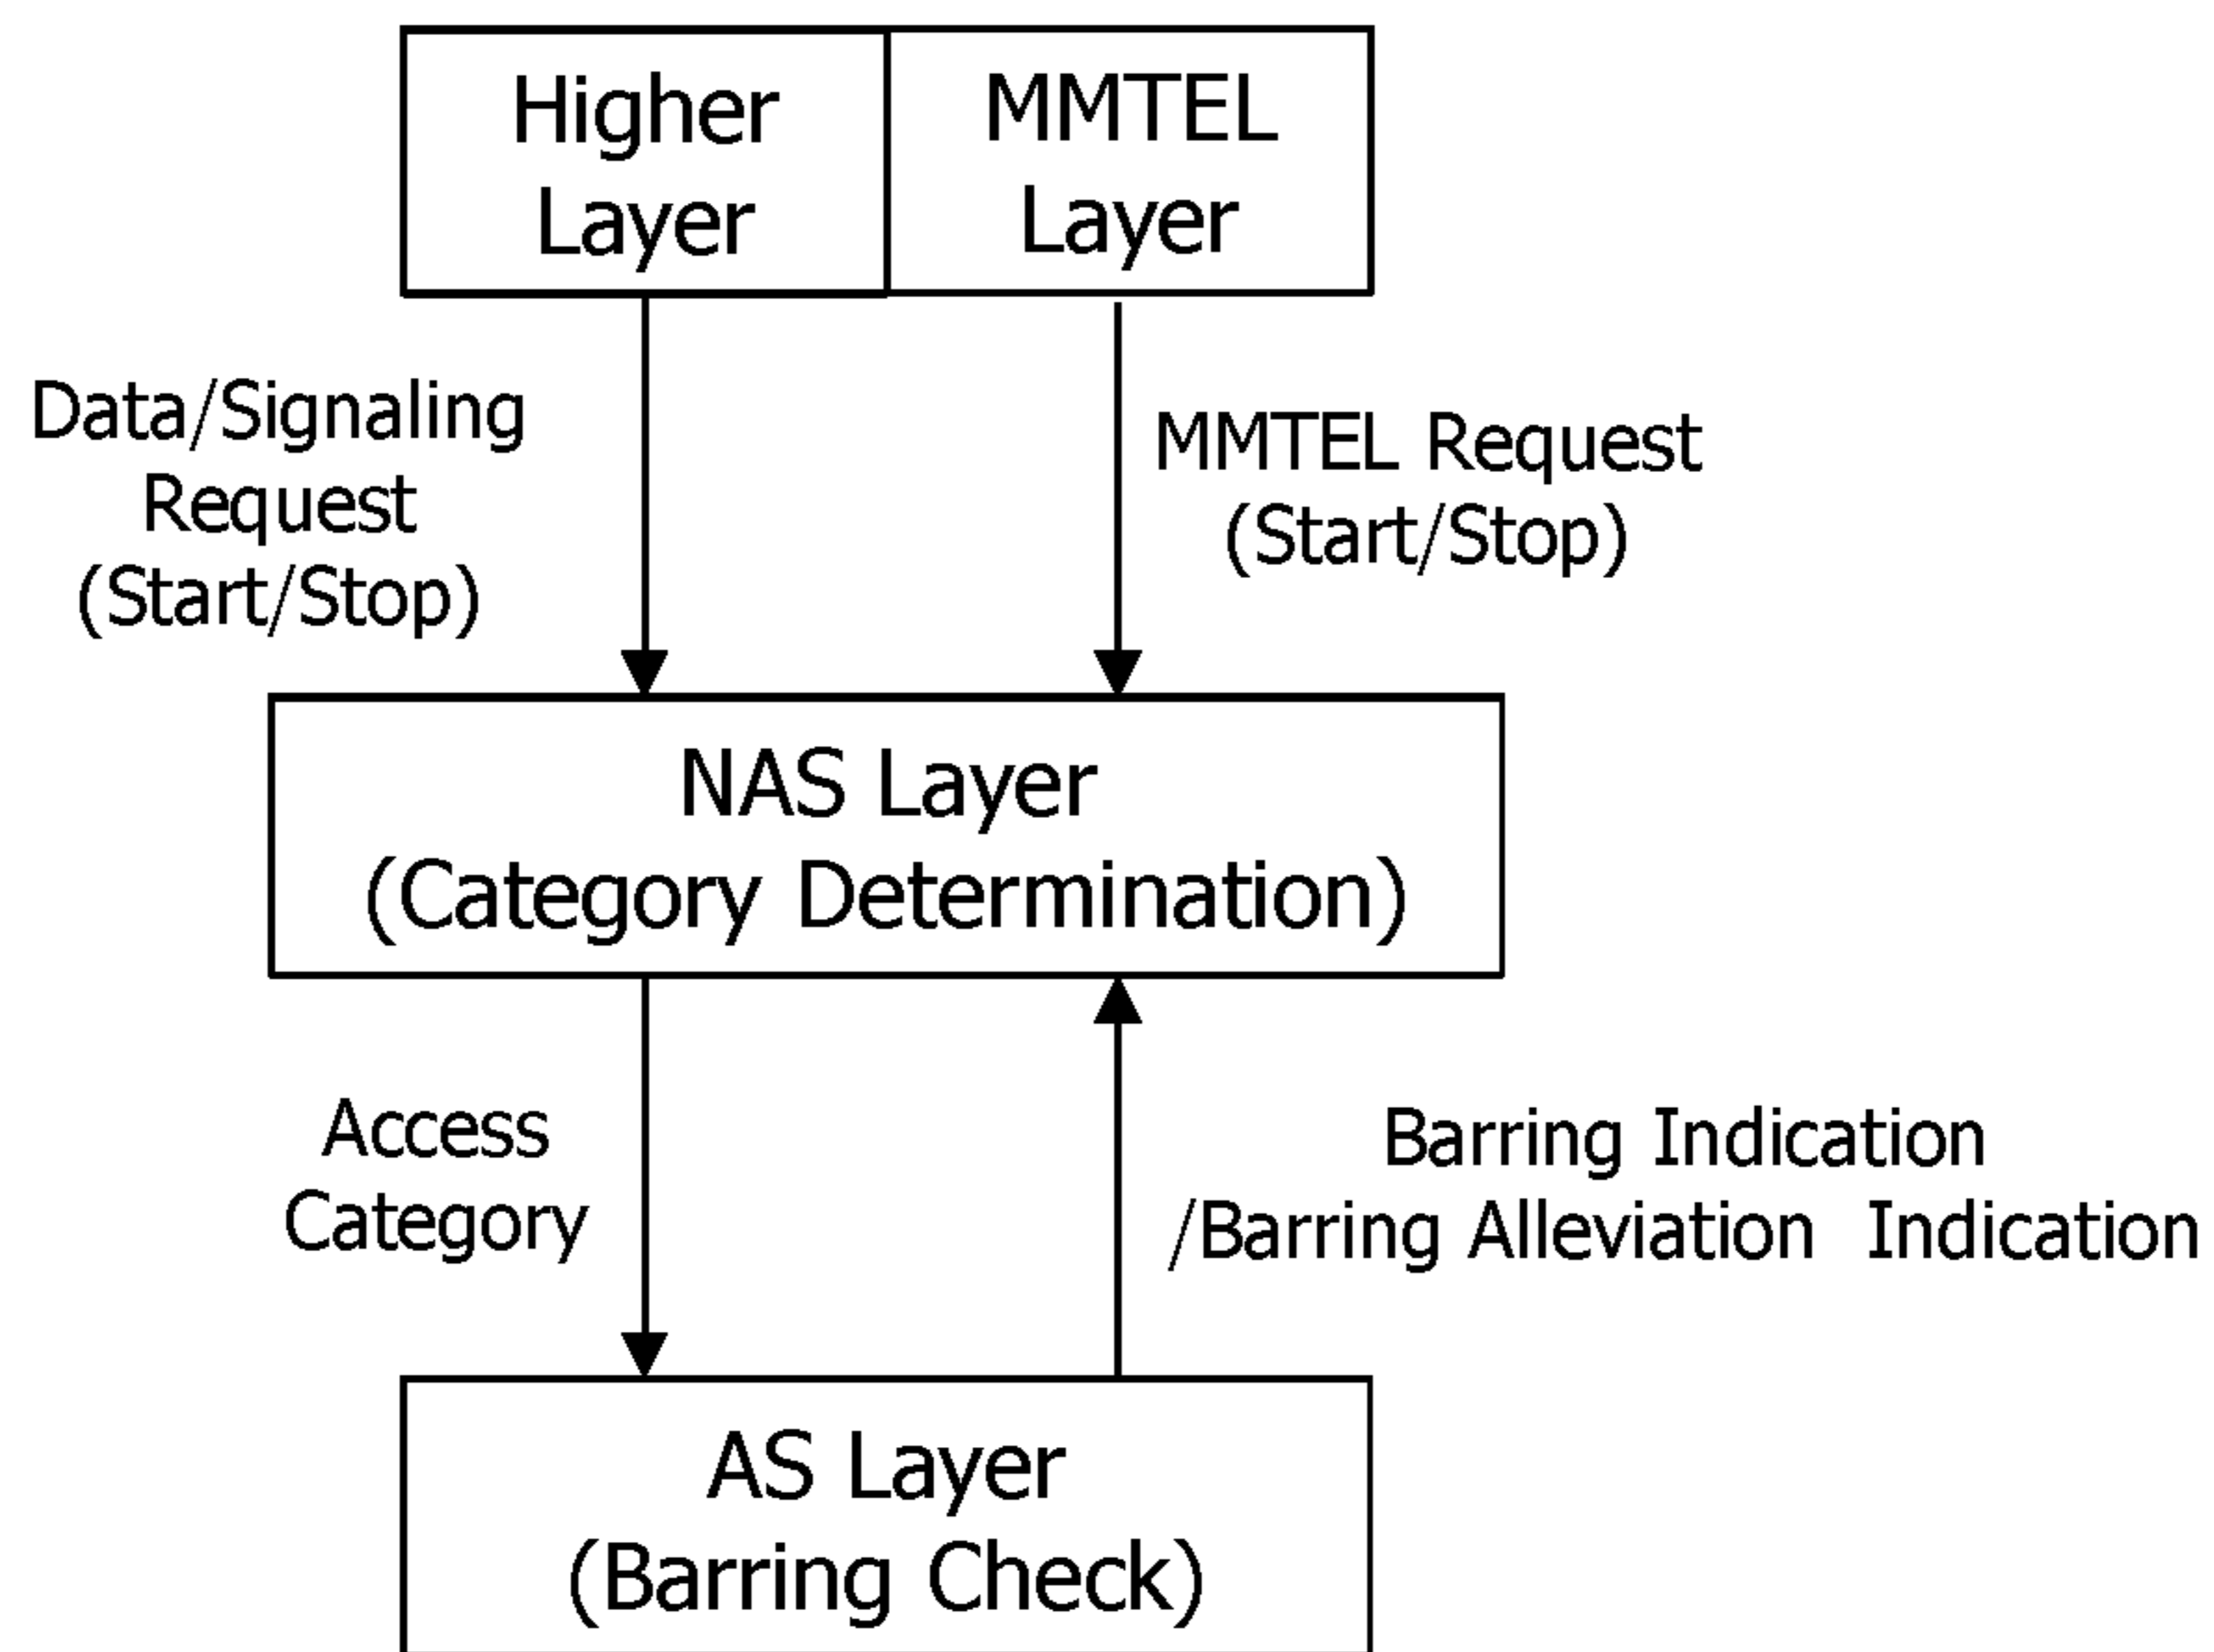 Higher
Layer
MMTEL
Layer
Data/Signaling
Request
(Start/Stop)
MMTEL Request
(Start/Stop)
NAS Layer
(Category Determination)
Access
Category
Barring Indication
/Barring Alleviation Indication
AS Layer
(Barring Check)